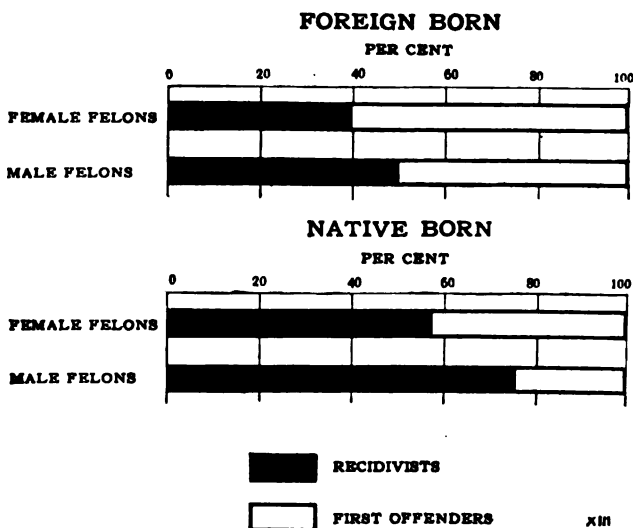 FOREIGN BORN
PER CENT
0 20 40 60 80 100
FEMALE FELONS
MALE FELONS
NATIVE BORN
PER CENT
0 20 40 60 80 100
FEMALE FELONS
MALE FELONS
RECIDIVISTS
FIRST OFFENDERS
XIII